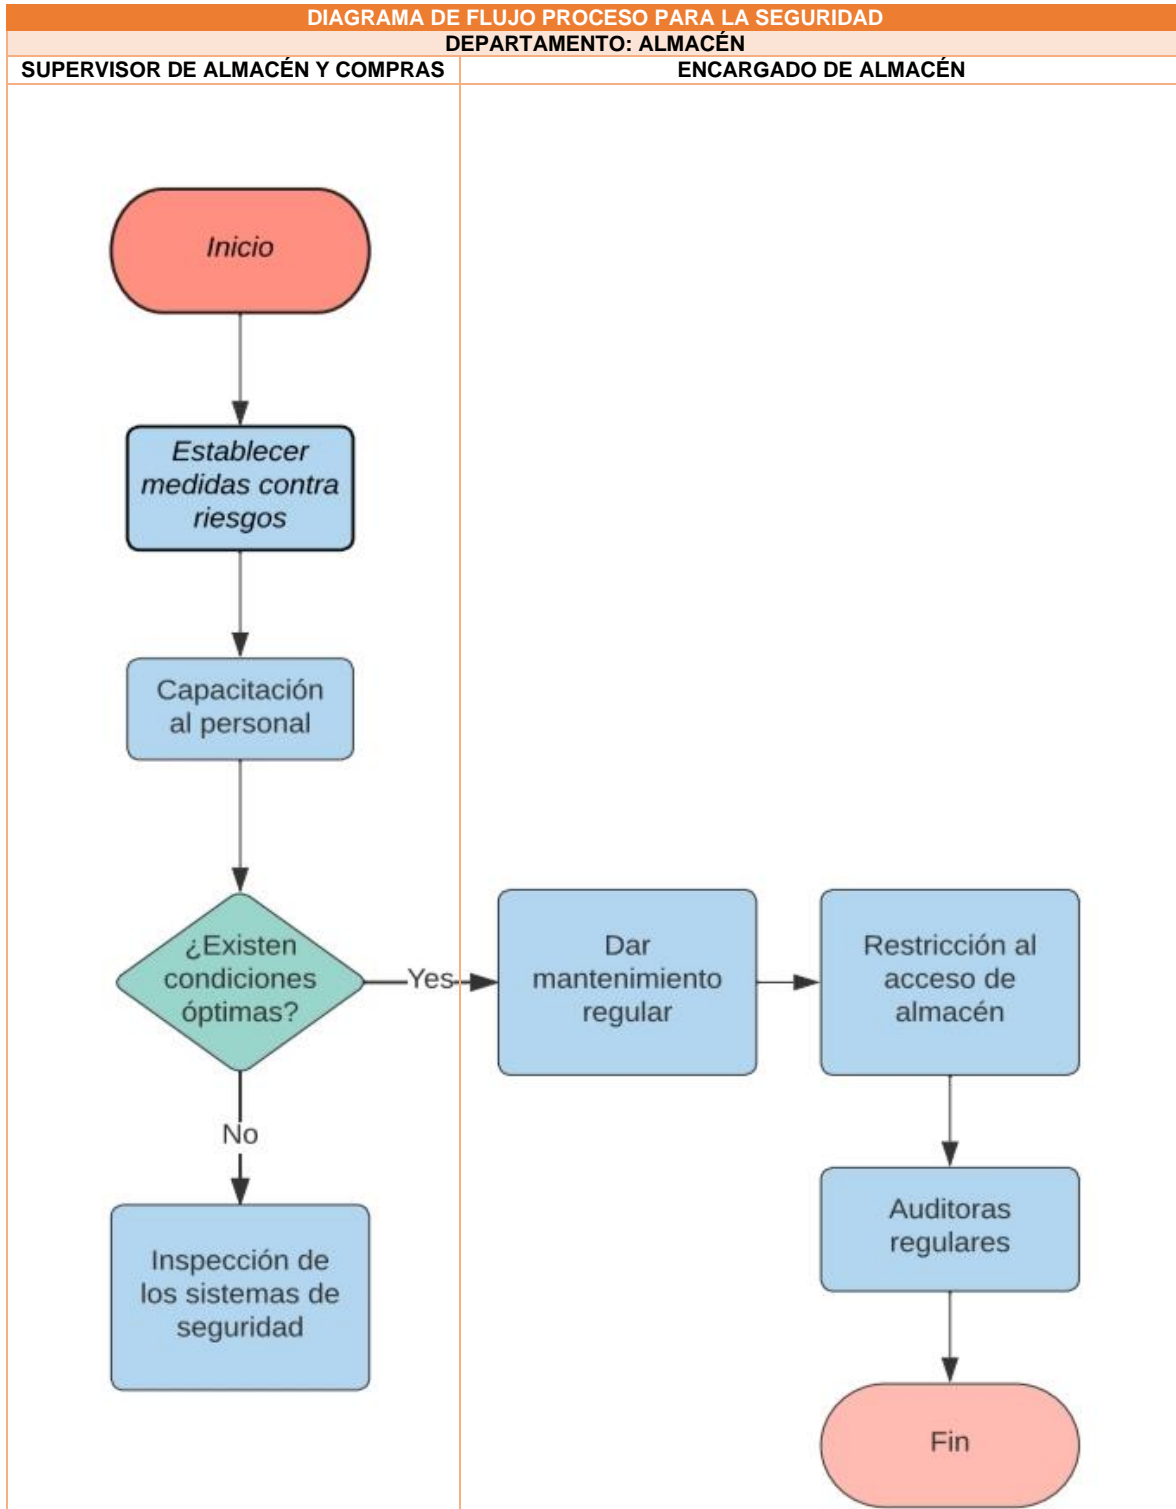 DIAGRAMA DE FLUJO PROCESO PARA LA SEGURIDAD
DEPARTAMENTO: ALMACÉN
SUPERVISOR DE ALMACÉN Y COMPRAS
ENCARGADO DE ALMACÉN
Inicio
Establecer
medidas contra
riesgos
Capacitación
al personal
¿Existen
condiciones
óptimas?
Yes
No
Inspección de
los sistemas de
seguridad
Dar
mantenimiento
regular
Restricción al
acceso de
almacén
Auditoras
regulares
Fin